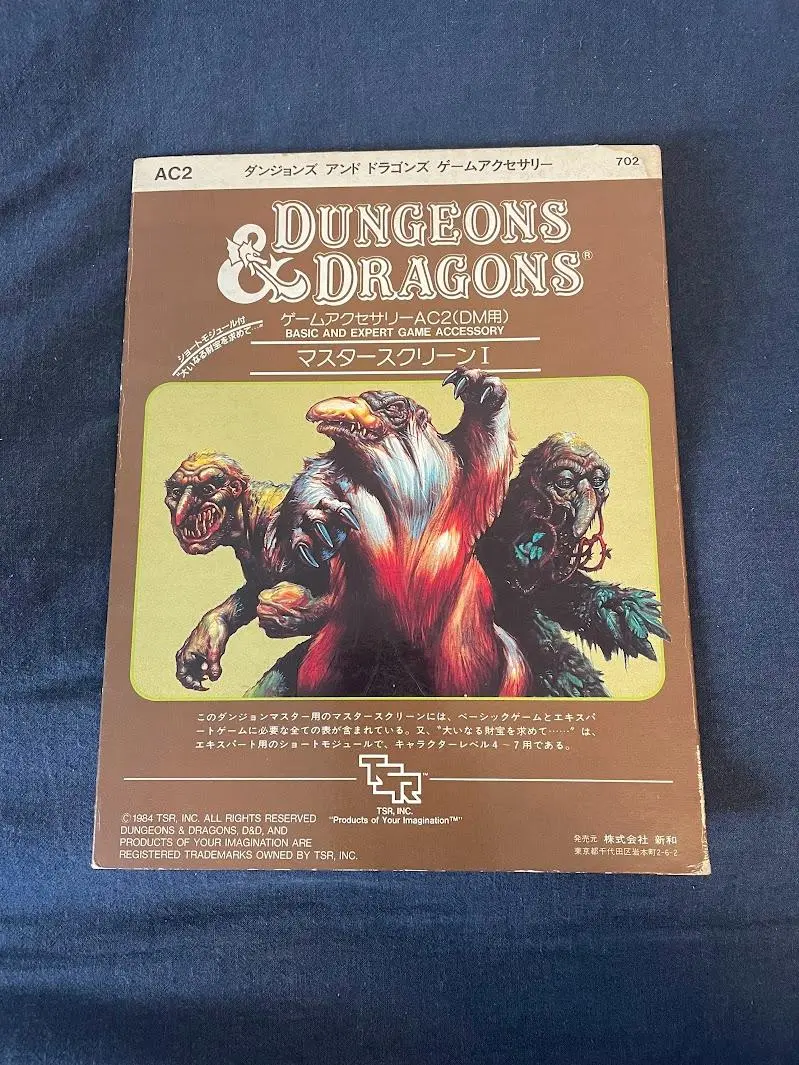 AC2 ダンジョンズ アンド ドラゴンズ ゲームアクセサリー 702
DUNGEONS
& DRAGONS®
ゲームアクセサリーAC2(DM用)
BASIC AND EXPERT GAME ACCESSORY
マスタースクリーンⅠ
ショートモジュール付
"大いなる財宝を求めて…"
このダンジョンマスター用のマスタースクリーンには、ベーシックゲームとエキスパ
ートゲームに必要な全ての表が含まれている。又、"大いなる財宝を求めて……"は、
エキスパート用のショートモジュールで、キャラクターレベル4～7用である。
TSR™
TSR, INC.
"Products of Your Imagination™"
©1984 TSR, INC. ALL RIGHTS RESERVED
DUNGEONS & DRAGONS, D&D, AND
PRODUCTS OF YOUR IMAGINATION ARE
REGISTERED TRADEMARKS OWNED BY TSR, INC.
発売元 株式会社 新和
東京都千代田区岩本町2-6-2